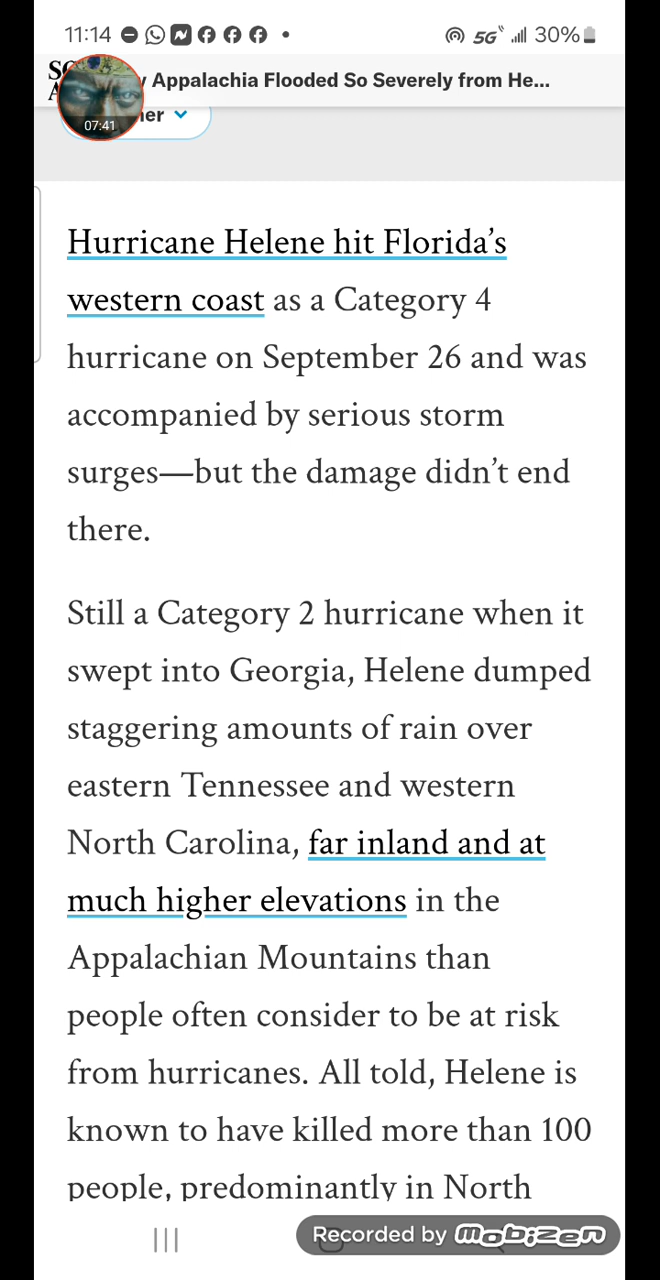 11:14 5G 30%
Appalachia Flooded So Severely from He...
07:41
Hurricane Helene hit Florida’s
western coast as a Category 4
hurricane on September 26 and was
accompanied by serious storm
surges—but the damage didn’t end
there.
Still a Category 2 hurricane when it
swept into Georgia, Helene dumped
staggering amounts of rain over
eastern Tennessee and western
North Carolina, far inland and at
much higher elevations in the
Appalachian Mountains than
people often consider to be at risk
from hurricanes. All told, Helene is
known to have killed more than 100
people, predominantly in North
Recorded by mobizen